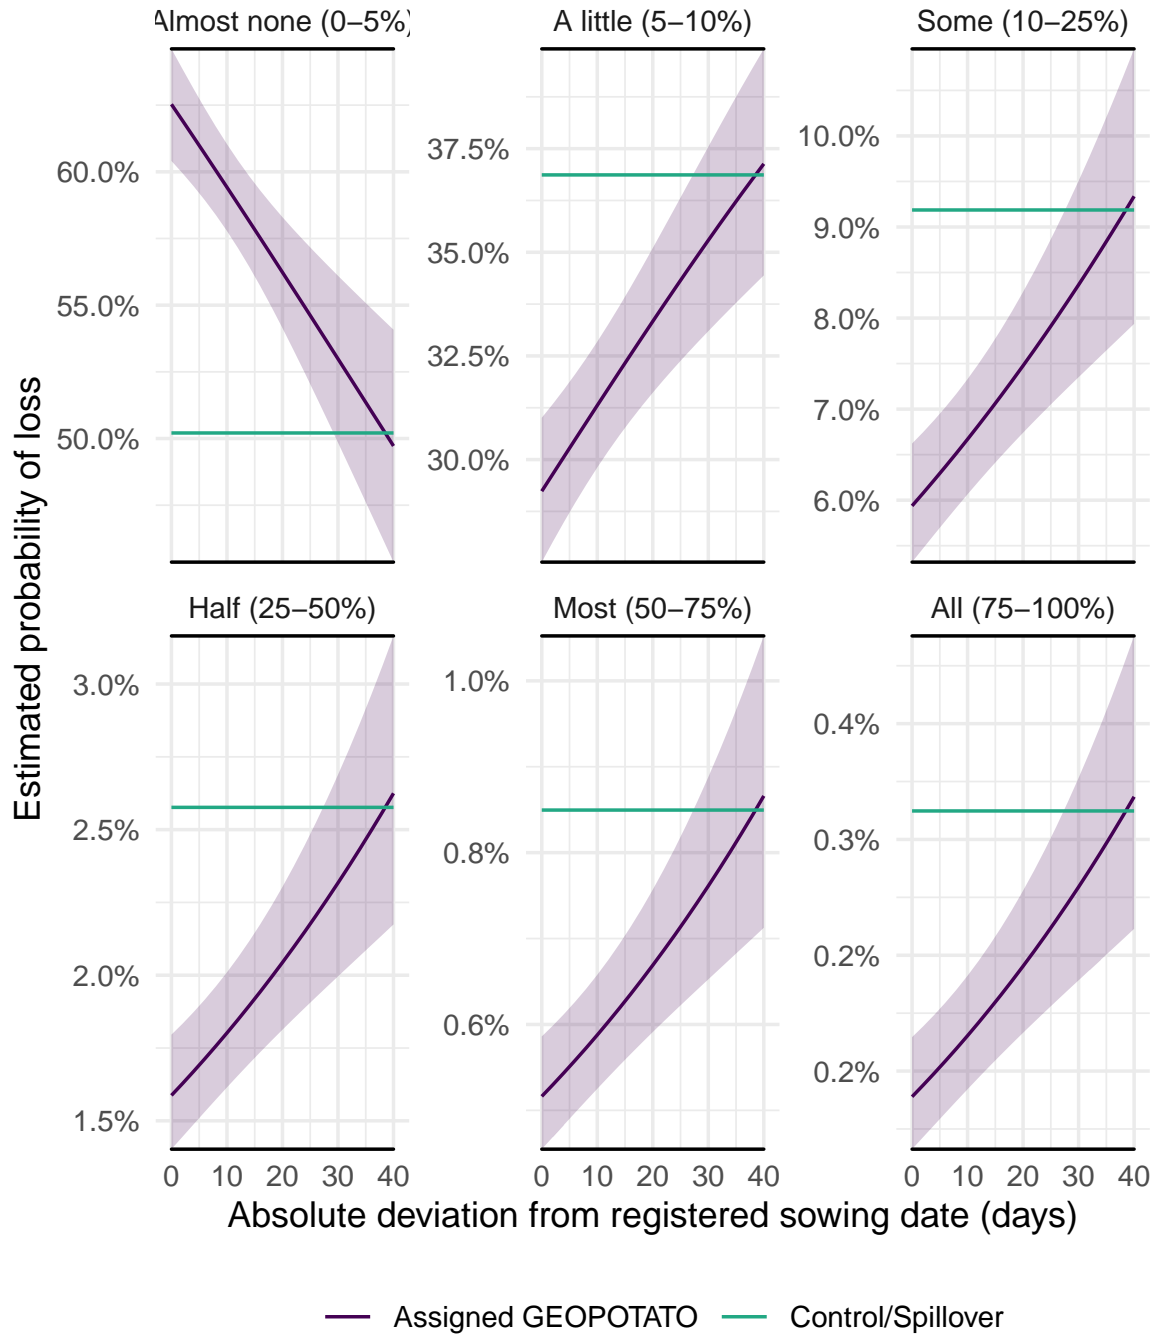 Almost none (0–5%)
A little (5–10%)
Some (10–25%)
60.0%
55.0%
50.0%
37.5%
35.0%
32.5%
30.0%
10.0%
9.0%
8.0%
7.0%
6.0%
Estimated probability of loss
Half (25–50%)
Most (50–75%)
All (75–100%)
3.0%
2.5%
2.0%
1.5%
1.0%
0.8%
0.6%
0.4%
0.3%
0.2%
0.2%
0 10 20 30 40
0 10 20 30 40
0 10 20 30 40
Absolute deviation from registered sowing date (days)
Assigned GEOPOTATO
Control/Spillover